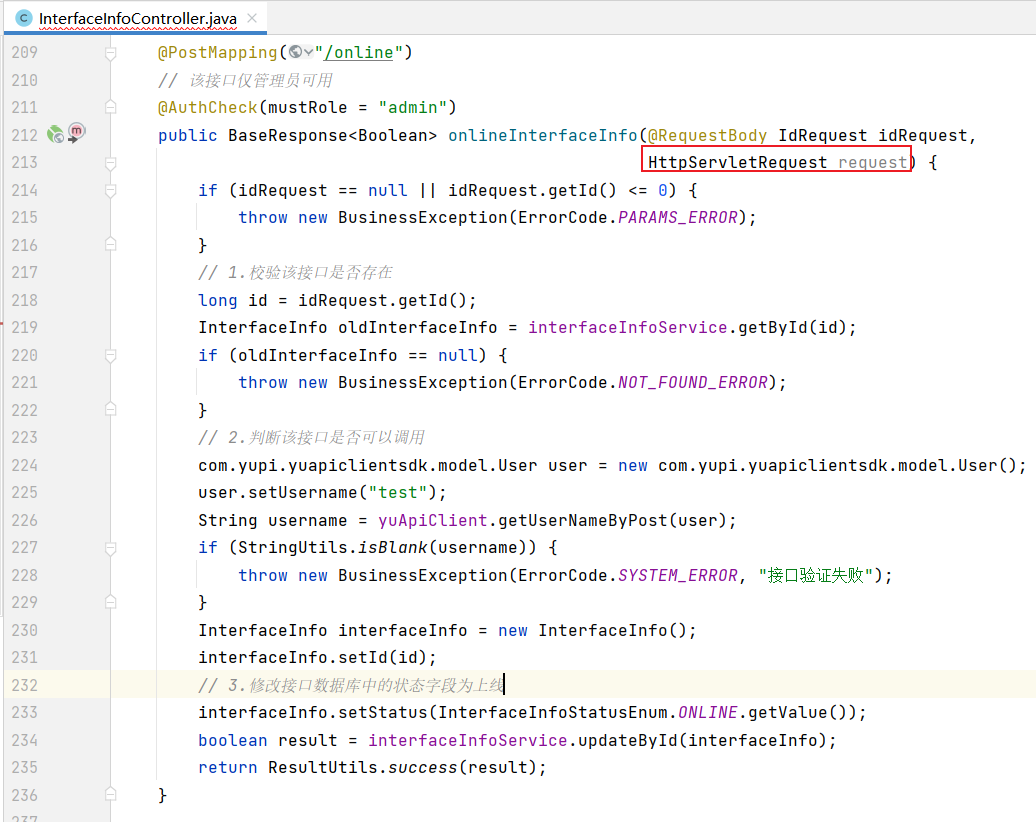 InterfaceInfoController.java
209 @PostMapping("/online")
210 // 该接口仅管理员可用
211 @AuthCheck(mustRole = "admin")
212 public BaseResponse<Boolean> onlineInterfaceInfo(@RequestBody IdRequest idRequest,
213 HttpServletRequest request) {
214 if (idRequest == null || idRequest.getId() <= 0) {
215 throw new BusinessException(ErrorCode.PARAMS_ERROR);
216 }
217 // 1.校验该接口是否存在
218 long id = idRequest.getId();
219 InterfaceInfo oldInterfaceInfo = interfaceInfoService.getById(id);
220 if (oldInterfaceInfo == null) {
221 throw new BusinessException(ErrorCode.NOT_FOUND_ERROR);
222 }
223 // 2.判断该接口是否可以调用
224 com.yupi.yuapiclientsdk.model.User user = new com.yupi.yuapiclientsdk.model.User();
225 user.setUsername("test");
226 String username = yuApiClient.getUserNameByPost(user);
227 if (StringUtils.isBlank(username)) {
228 throw new BusinessException(ErrorCode.SYSTEM_ERROR, "接口验证失败");
229 }
230 InterfaceInfo interfaceInfo = new InterfaceInfo();
231 interfaceInfo.setId(id);
232 // 3.修改接口数据库中的状态字段为上线
233 interfaceInfo.setStatus(InterfaceInfoStatusEnum.ONLINE.getValue());
234 boolean result = interfaceInfoService.updateById(interfaceInfo);
235 return ResultUtils.success(result);
236 }
237